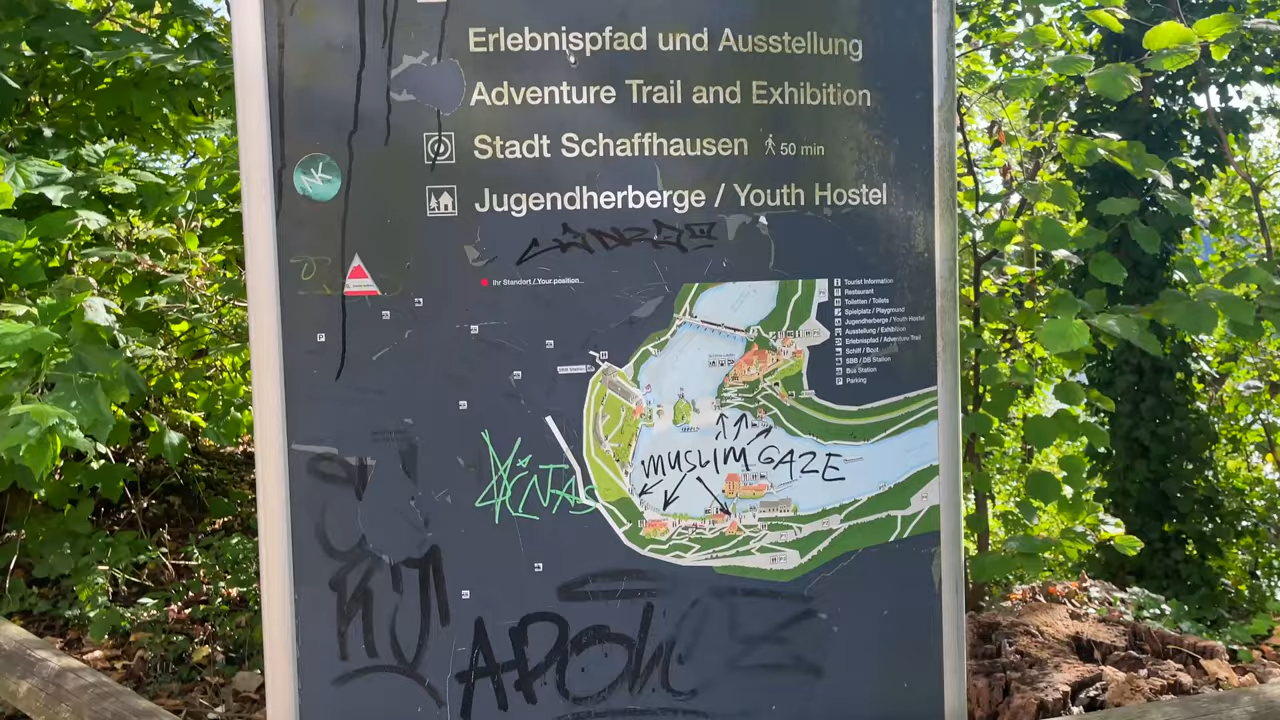 Erlebnispfad und Ausstellung
Adventure Trail and Exhibition
Stadt Schaffhausen 50 min
Jugendherberge / Youth Hostel
NK
Ihr Standort / Your position
Tourist Information
Restaurant
Toiletten / Toilets
Spielplatz / Playground
Jugendherberge / Youth Hostel
Ausstellung / Exhibition
Erlebnispfad / Adventure Trail
Schiff / Boat
SBB / DB Station
Bus Station
Parking
MUSLIM GAZE